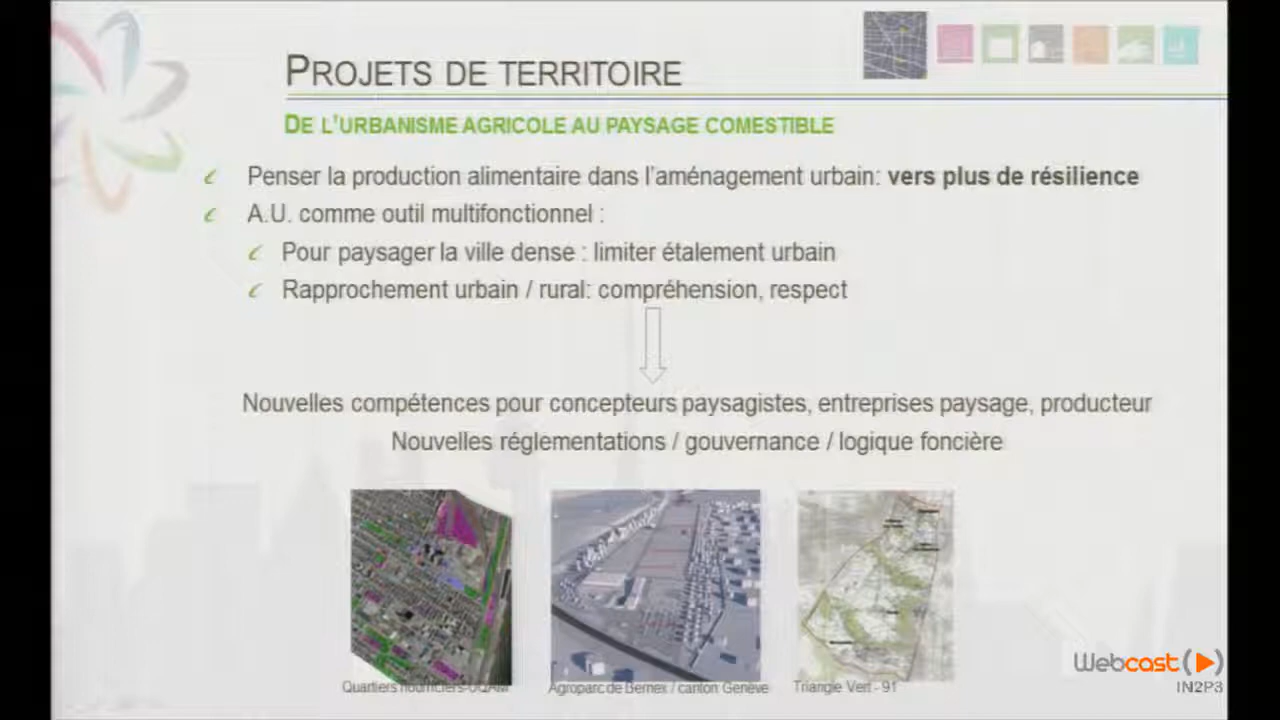 PROJETS DE TERRITOIRE
DE L'URBANISME AGRICOLE AU PAYSAGE COMESTIBLE
Penser la production alimentaire dans l'aménagement urbain: vers plus de résilience
A.U. comme outil multifonctionnel :
Pour paysager la ville dense : limiter étalement urbain
Rapprochement urbain / rural: compréhension, respect
Nouvelles compétences pour concepteurs paysagistes, entreprises paysage, producteur
Nouvelles réglementations / gouvernance / logique foncière
Quartiers nourriciers-UQAM
Agroparc de Bernex / canton Genève
Triangle Vert - 91
Webcast
IN2P3